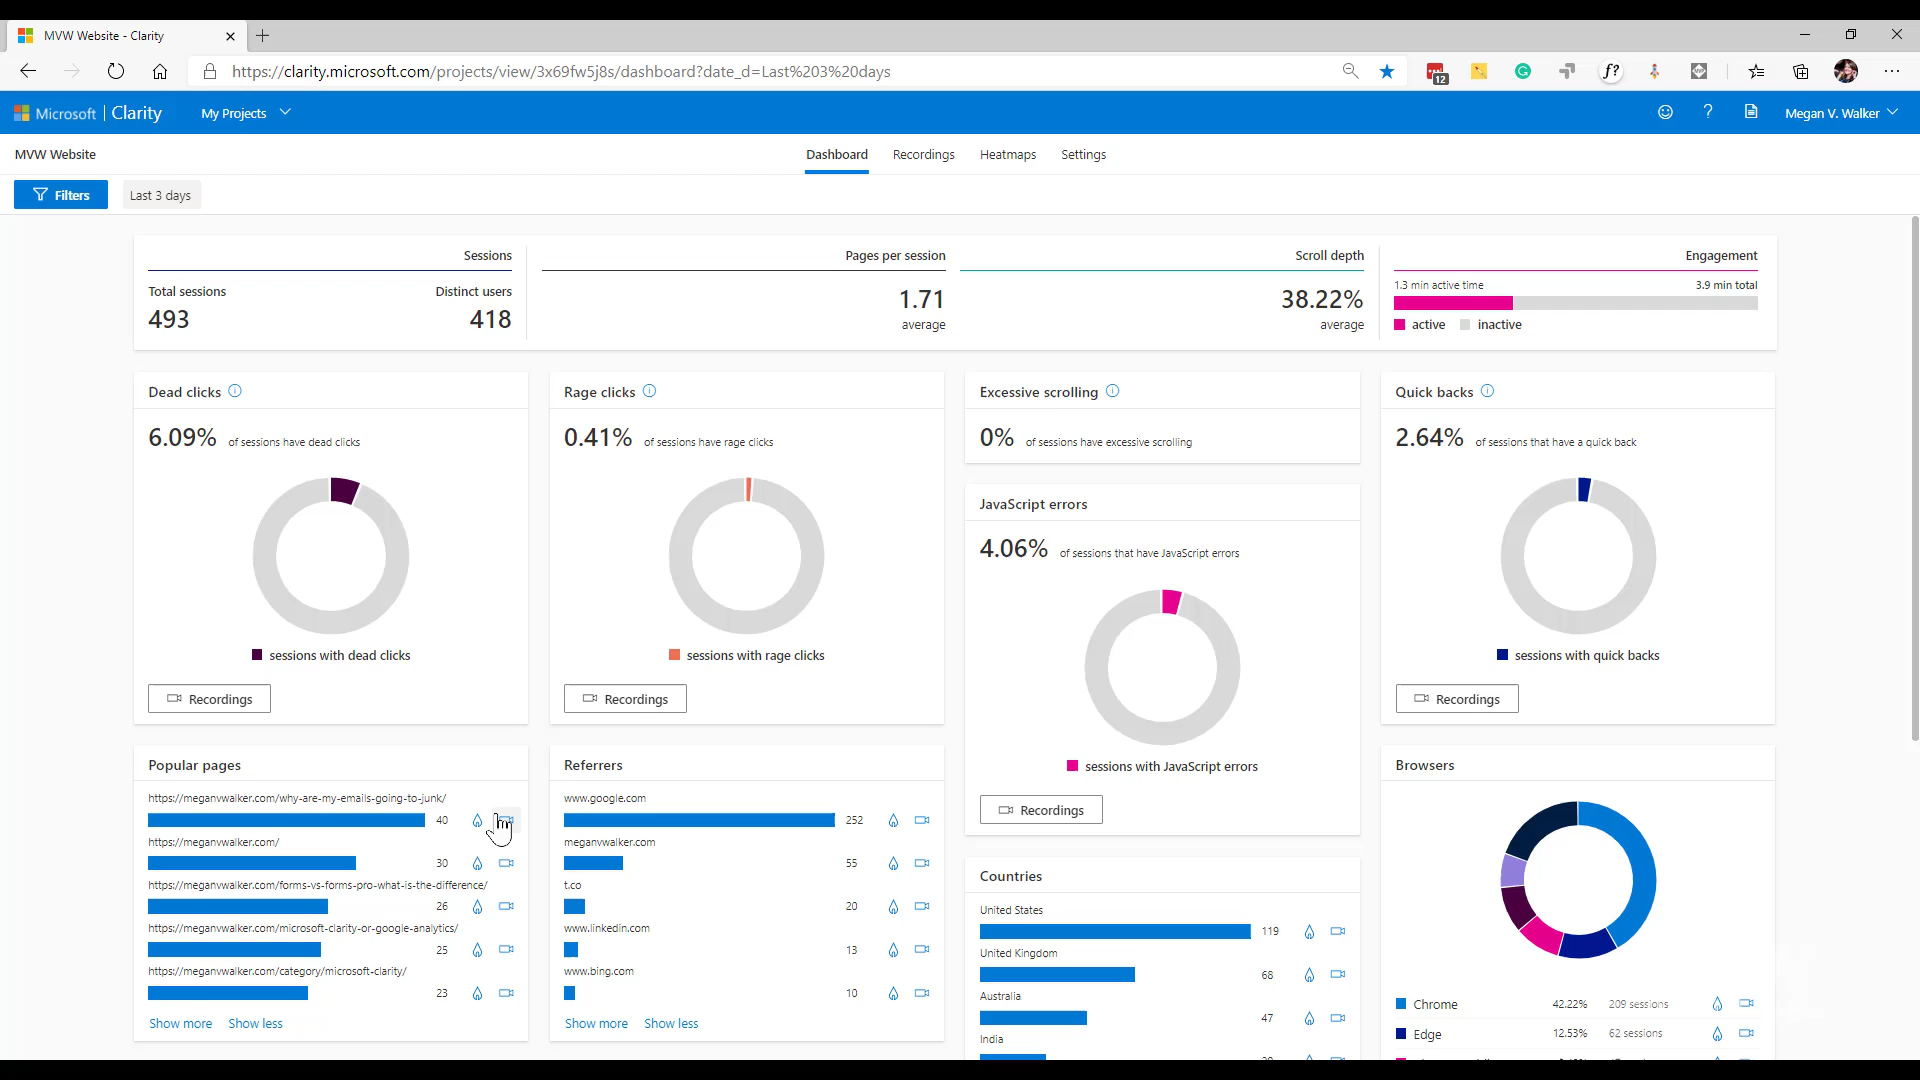 MVW Website - Clarity
https://clarity.microsoft.com/projects/view/3x69fw5j8s/dashboard?date_d=Last%203%20days
12
f?
Microsoft | Clarity
My Projects
?
Megan V. Walker
MVW Website
Dashboard
Recordings
Heatmaps
Settings
Filters
Last 3 days
Sessions
Total sessions
Distinct users
493
418
Pages per session
1.71
average
Scroll depth
38.22%
average
Engagement
1.3 min active time
3.9 min total
active
inactive
Dead clicks
6.09% of sessions have dead clicks
sessions with dead clicks
Recordings
Rage clicks
0.41% of sessions have rage clicks
sessions with rage clicks
Recordings
Excessive scrolling
0% of sessions have excessive scrolling
JavaScript errors
4.06% of sessions that have JavaScript errors
sessions with JavaScript errors
Recordings
Quick backs
2.64% of sessions that have a quick back
sessions with quick backs
Recordings
Popular pages
https://meganvwalker.com/why-are-my-emails-going-to-junk/
40
https://meganvwalker.com/
30
https://meganvwalker.com/forms-vs-forms-pro-what-is-the-difference/
26
https://meganvwalker.com/microsoft-clarity-or-google-analytics/
25
https://meganvwalker.com/category/microsoft-clarity/
23
Show more
Show less
Referrers
www.google.com
252
meganvwalker.com
55
t.co
20
www.linkedin.com
13
www.bing.com
10
Show more
Show less
Countries
United States
119
United Kingdom
68
Australia
47
India
Browsers
Chrome 42.22% 209 sessions
Edge 12.53% 62 sessions